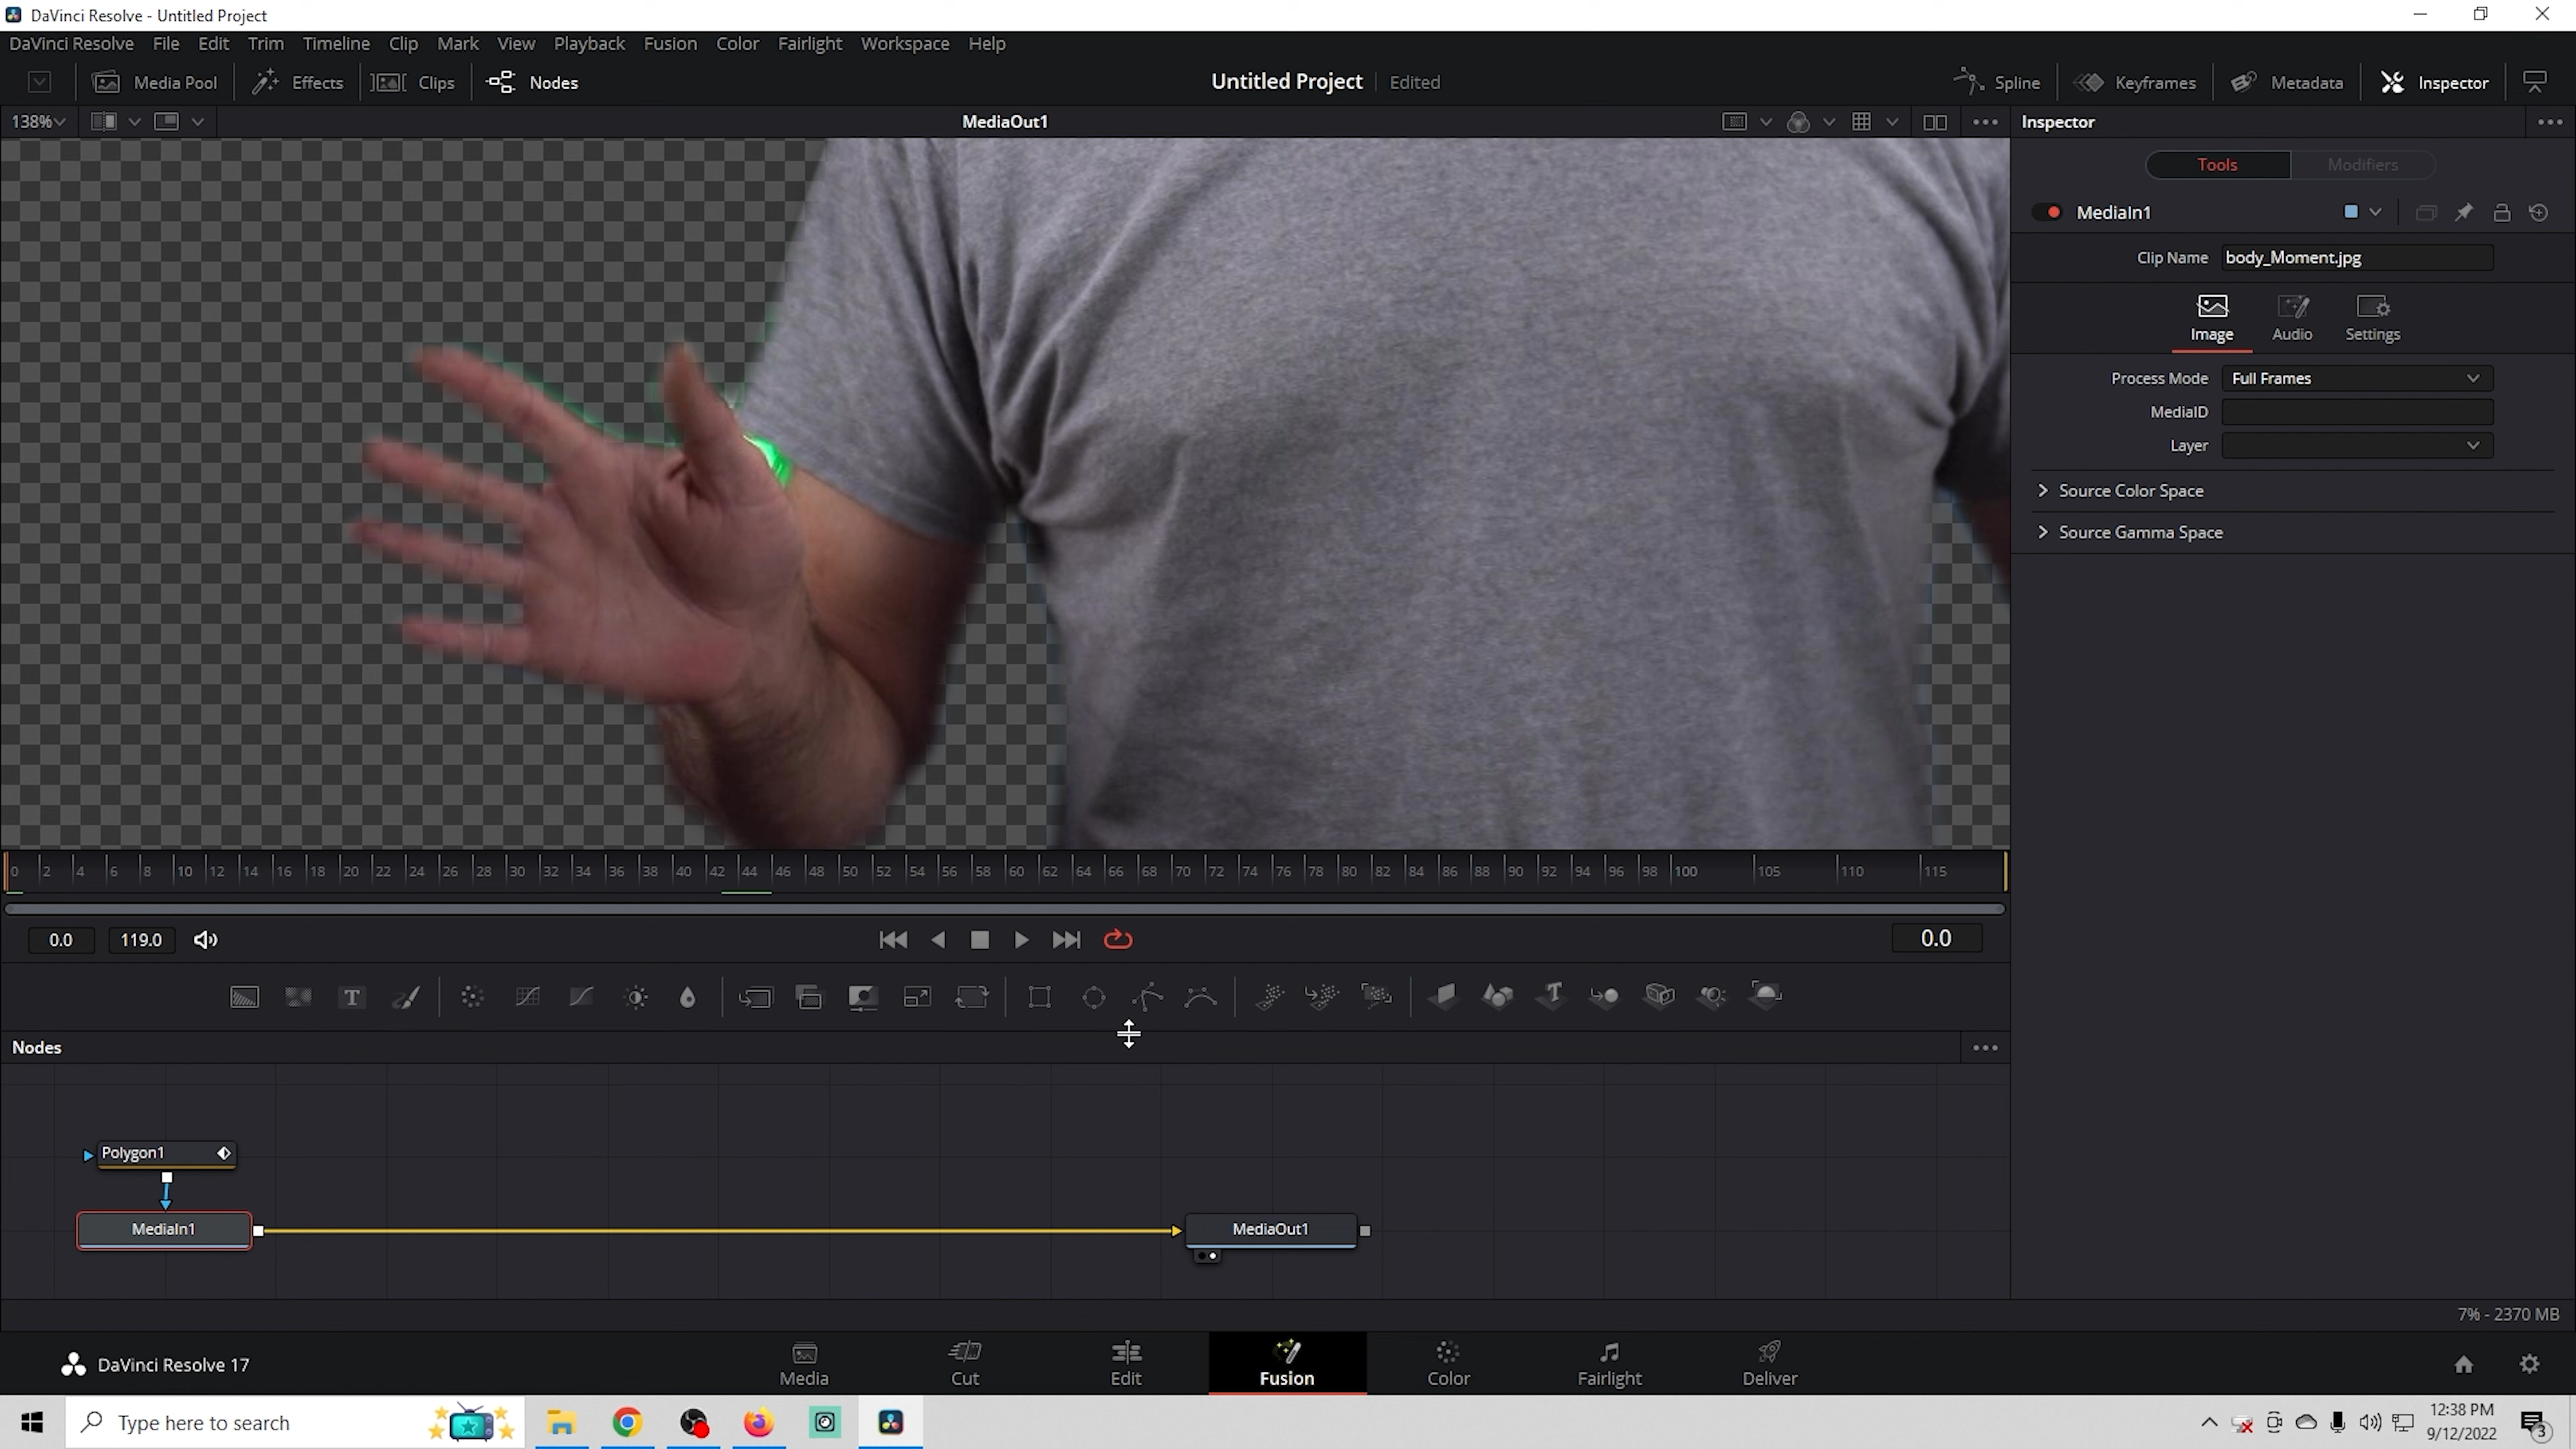 DaVinci Resolve - Untitled Project
DaVinci Resolve File Edit Trim Timeline Clip Mark View Playback Fusion Color Fairlight Workspace Help
Media Pool Effects Clips Nodes Untitled Project Edited Spline Keyframes Metadata Inspector
138% MediaOut1 Inspector
Tools Modifiers
MediaIn1
Clip Name body_Moment.jpg
Image Audio Settings
Process Mode Full Frames
MediaID
Layer
Source Color Space
Source Gamma Space
0 2 4 6 8 10 12 14 16 18 20 22 24 26 28 30 32 34 36 38 40 42 44 46 48 50 52 54 56 58 60 62 64 66 68 70 72 74 76 78 80 82 84 86 88 90 92 94 96 98 100 105 110 115
0.0 119.0 0.0
T T
Nodes
Polygon1
MediaIn1 MediaOut1
7% - 2370 MB
DaVinci Resolve 17 Media Cut Edit Fusion Color Fairlight Deliver
Type here to search
12:38 PM
9/12/2022
3